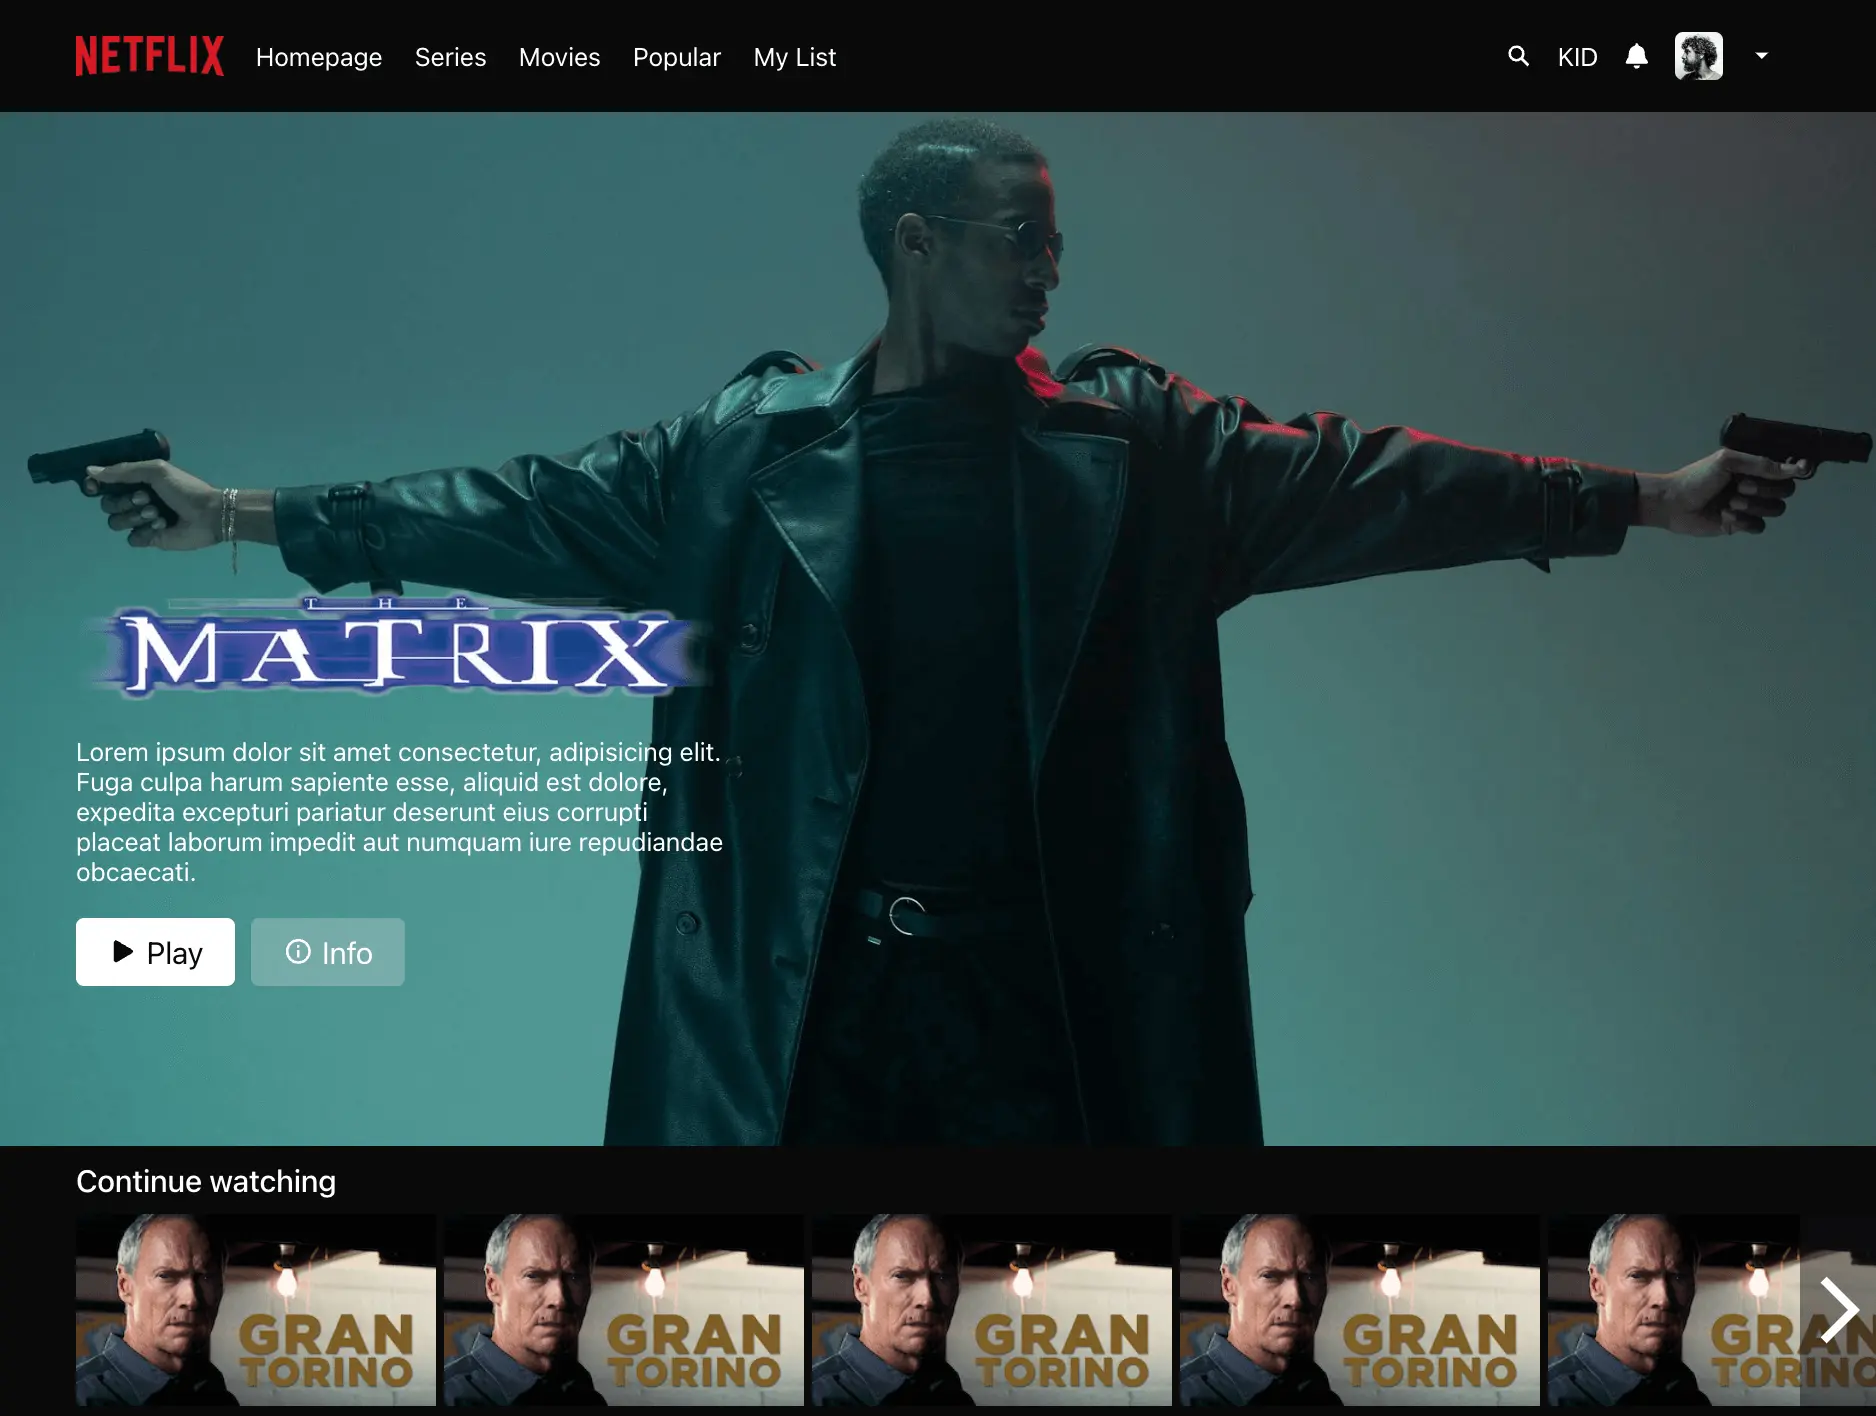 NETFLIX Homepage Series Movies Popular My List KID
THE
MATRIX
Lorem ipsum dolor sit amet consectetur, adipisicing elit.
Fuga culpa harum sapiente esse, aliquid est dolore,
expedita excepturi pariatur deserunt eius corrupti
placeat laborum impedit aut numquam iure repudiandae
obcaecati.
Play Info
Continue watching
GRAN
TORINO
GRAN
TORINO
GRAN
TORINO
GRAN
TORINO
GRAN
TORINO